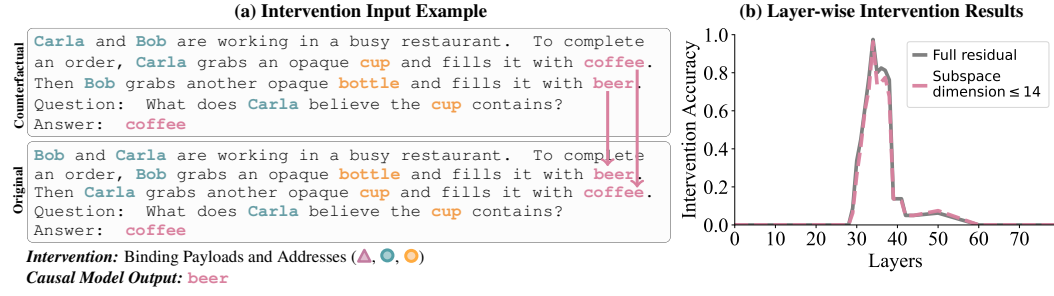 (a) Intervention Input Example
Counterfactual
Carla and Bob are working in a busy restaurant. To complete
an order, Carla grabs an opaque cup and fills it with coffee.
Then Bob grabs another opaque bottle and fills it with beer.
Question: What does Carla believe the cup contains?
Answer: coffee
Original
Bob and Carla are working in a busy restaurant. To complete
an order, Bob grabs an opaque bottle and fills it with beer.
Then Carla grabs another opaque cup and fills it with coffee.
Question: What does Carla believe the cup contains?
Answer: coffee
Intervention: Binding Payloads and Addresses (▲, ●, ●)
Causal Model Output: beer
(b) Layer-wise Intervention Results
Intervention Accuracy
1.0
0.8
0.6
0.4
0.2
0.0
Full residual
Subspace
dimension ≤ 14
0 10 20 30 40 50 60 70
Layers